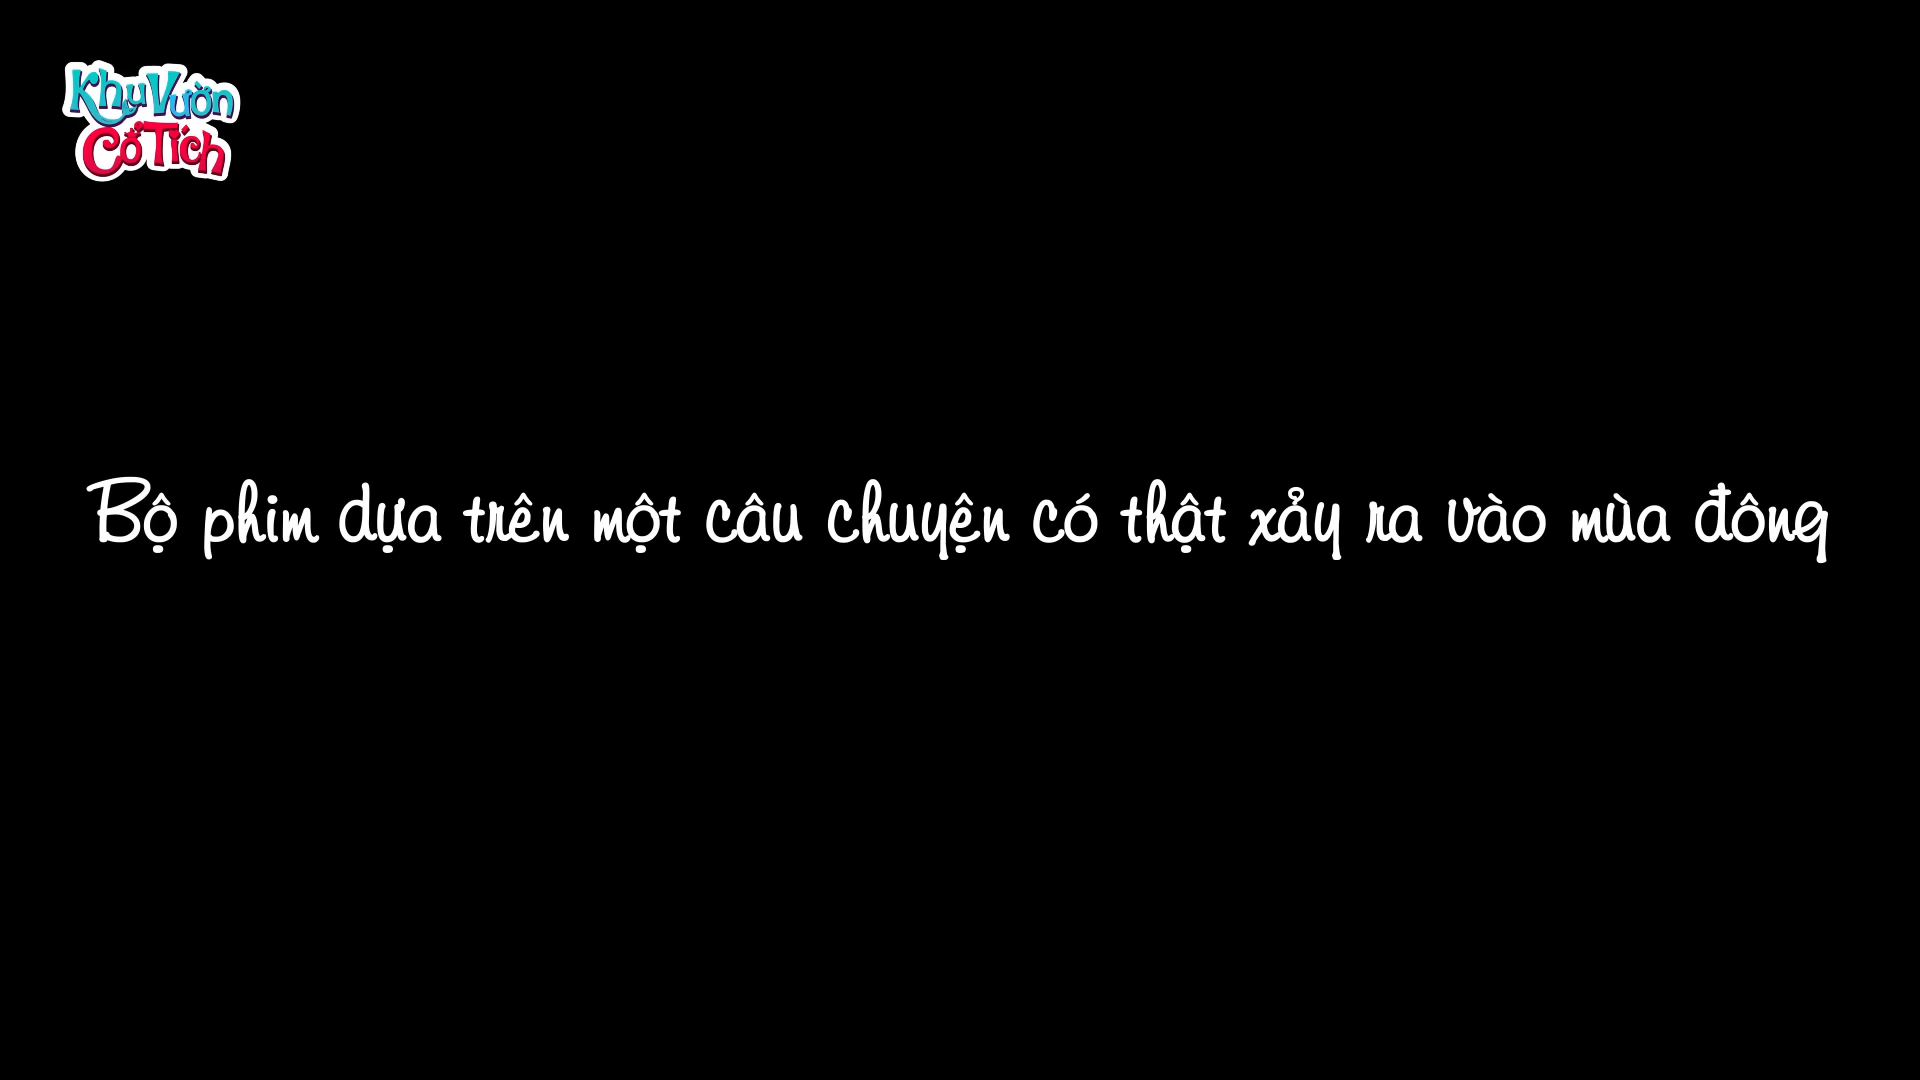 Khu Vườn
Cổ Tích
Bộ phim dựa trên một câu chuyện có thật xảy ra vào mùa đông